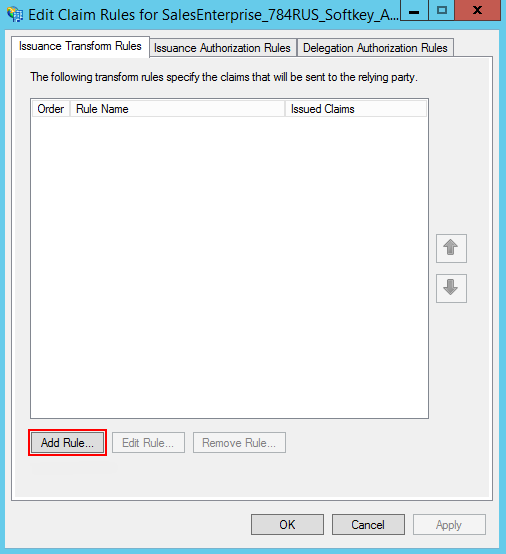 Edit Claim Rules for SalesEnterprise_784RUS_Softkey_A...
Issuance Transform Rules Issuance Authorization Rules Delegation Authorization Rules
The following transform rules specify the claims that will be sent to the relying party.
Order Rule Name Issued Claims
Add Rule... Edit Rule... Remove Rule...
OK Cancel Apply